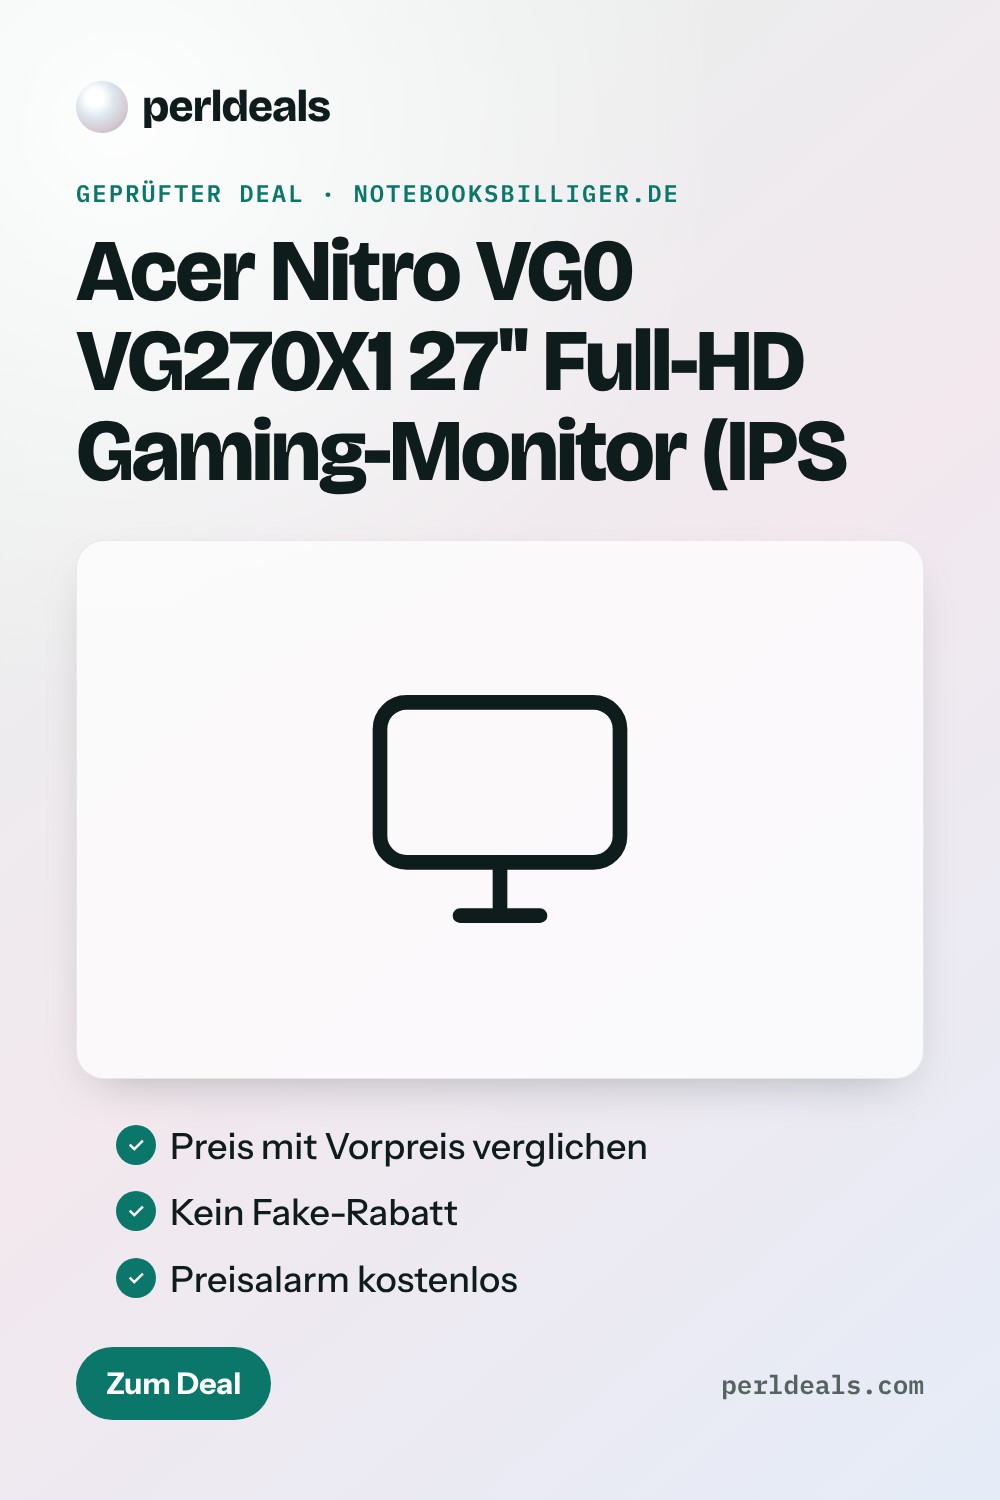 perldeals
GEPRÜFTER DEAL · NOTEBOOKSBILLIGER.DE
Acer Nitro VG0
VG270X1 27" Full-HD
Gaming-Monitor (IPS
Preis mit Vorpreis verglichen
Kein Fake-Rabatt
Preisalarm kostenlos
Zum Deal
perldeals.com